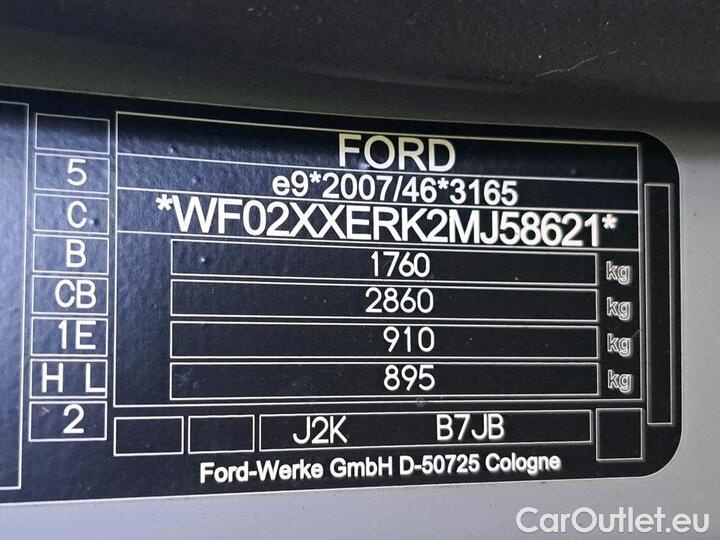 FORD
5
e9*2007/46*3165
C
*WF02XXERK2MJ58621*
B
1760 kg
CB
2860 kg
1E
910 kg
H L
895 kg
2
J2K B7JB
Ford-Werke GmbH D-50725 Cologne
CarOutlet.eu